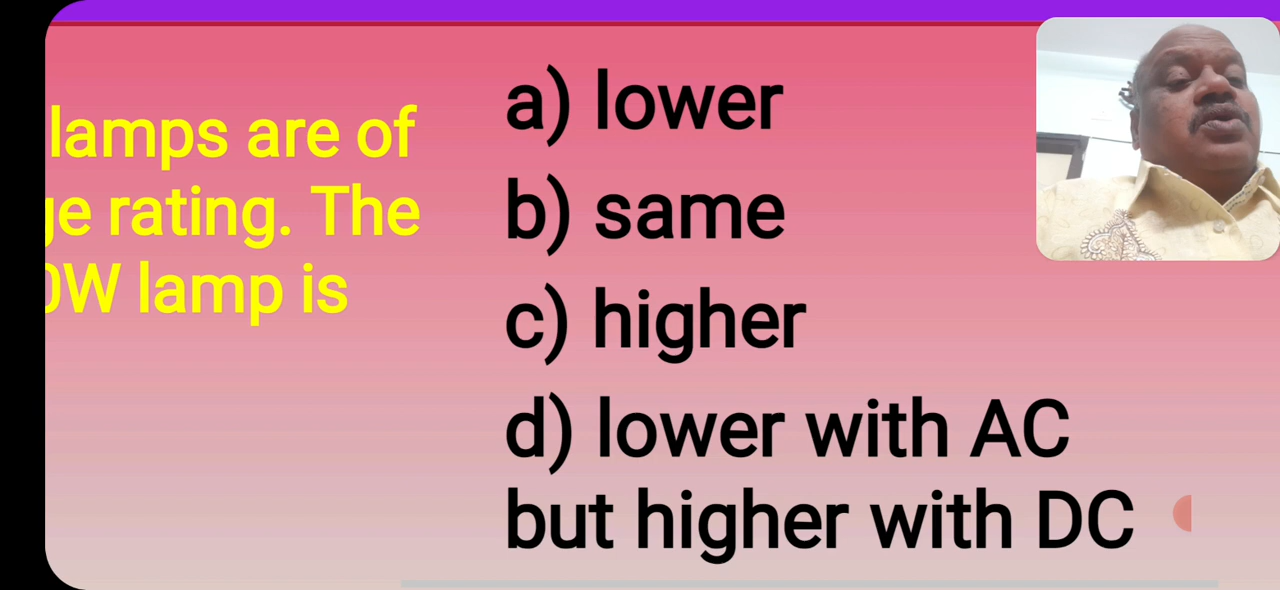 lamps are of
rating. The
lamp is
a) lower
b) same
c) higher
d) lower with AC
but higher with DC